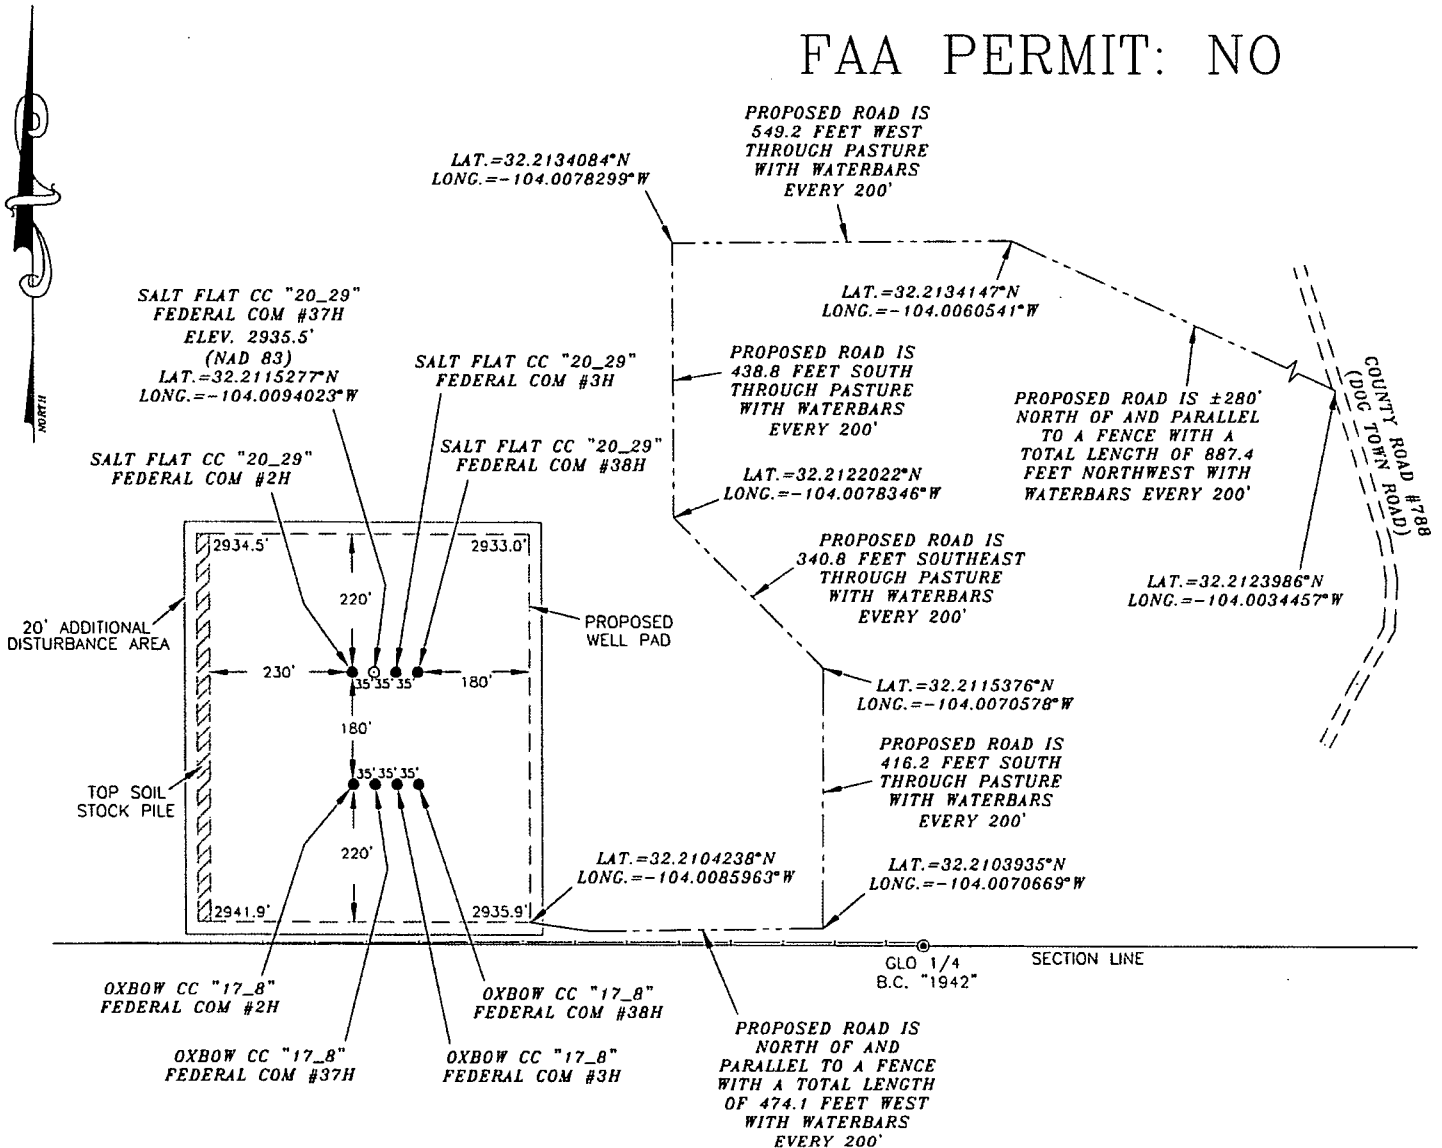 FAA PERMIT: NO
PROPOSED ROAD IS
549.2 FEET WEST
THROUGH PASTURE
WITH WATERBARS
EVERY 200'
LAT.=32.2134084°N
LONG.=-104.0078299°W
NORTH
SALT FLAT CC "20_29"
FEDERAL COM #37H
ELEV. 2935.5'
(NAD 83)
LAT.=32.2115277°N
LONG.=-104.0094023°W
LAT.=32.2134147°N
LONG.=-104.0060541°W
SALT FLAT CC "20_29"
FEDERAL COM #3H
PROPOSED ROAD IS
438.8 FEET SOUTH
THROUGH PASTURE
WITH WATERBARS
EVERY 200'
PROPOSED ROAD IS ±280'
NORTH OF AND PARALLEL
TO A FENCE WITH A
TOTAL LENGTH OF 887.4
FEET NORTHWEST WITH
WATERBARS EVERY 200'
COUNTY ROAD #788
(DOG TOWN ROAD)
SALT FLAT CC "20_29"
FEDERAL COM #2H
SALT FLAT CC "20_29"
FEDERAL COM #38H
LAT.=32.2122022°N
LONG.=-104.0078346°W
2934.5'
2933.0'
PROPOSED ROAD IS
340.8 FEET SOUTHEAST
THROUGH PASTURE
WITH WATERBARS
EVERY 200'
LAT.=32.2123986°N
LONG.=-104.0034457°W
220'
20' ADDITIONAL
DISTURBANCE AREA
PROPOSED
WELL PAD
230'
35' 35' 35'
180'
LAT.=32.2115376°N
LONG.=-104.0070578°W
180'
PROPOSED ROAD IS
416.2 FEET SOUTH
THROUGH PASTURE
WITH WATERBARS
EVERY 200'
35' 35' 35'
TOP SOIL
STOCK PILE
220'
LAT.=32.2104238°N
LONG.=-104.0085963°W
LAT.=32.2103935°N
LONG.=-104.0070669°W
2941.9'
2935.9'
GLO 1/4
B.C. "1942"
SECTION LINE
OXBOW CC "17_8"
FEDERAL COM #2H
OXBOW CC "17_8"
FEDERAL COM #38H
OXBOW CC "17_8"
FEDERAL COM #37H
OXBOW CC "17_8"
FEDERAL COM #3H
PROPOSED ROAD IS
NORTH OF AND
PARALLEL TO A FENCE
WITH A TOTAL LENGTH
OF 474.1 FEET WEST
WITH WATERBARS
EVERY 200'